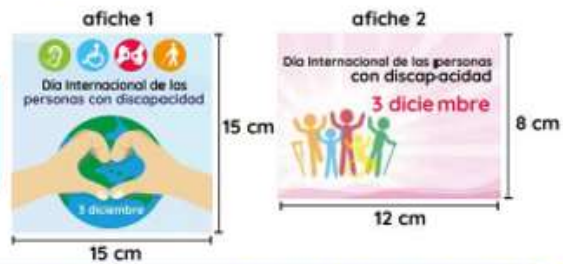 afiche 1
Día Internacional de las
personas con discapacidad
3 diciembre
15 cm
15 cm
afiche 2
Día Internacional de las personas
con discapacidad
3 diciembre
8 cm
12 cm